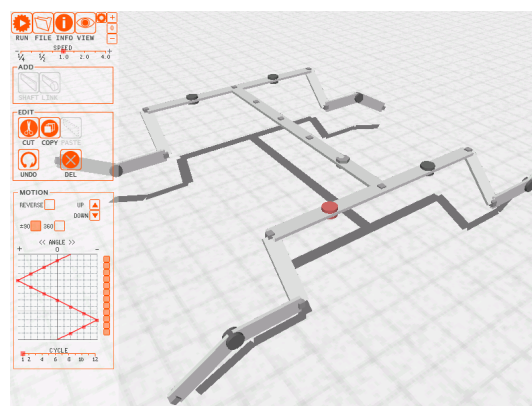 RUN FILE INFO VIEW
SPEED
1/4 1/2 1.0 2.0 4.0
+
-
ADD
SHAFT LINK
EDIT
CUT COPY PASTE
UNDO DEL
MOTION
REVERSE UP
DOWN
±90 360
<< ANGLE >>
+ 0 -
CYCLE
1 2 4 6 8 10 12